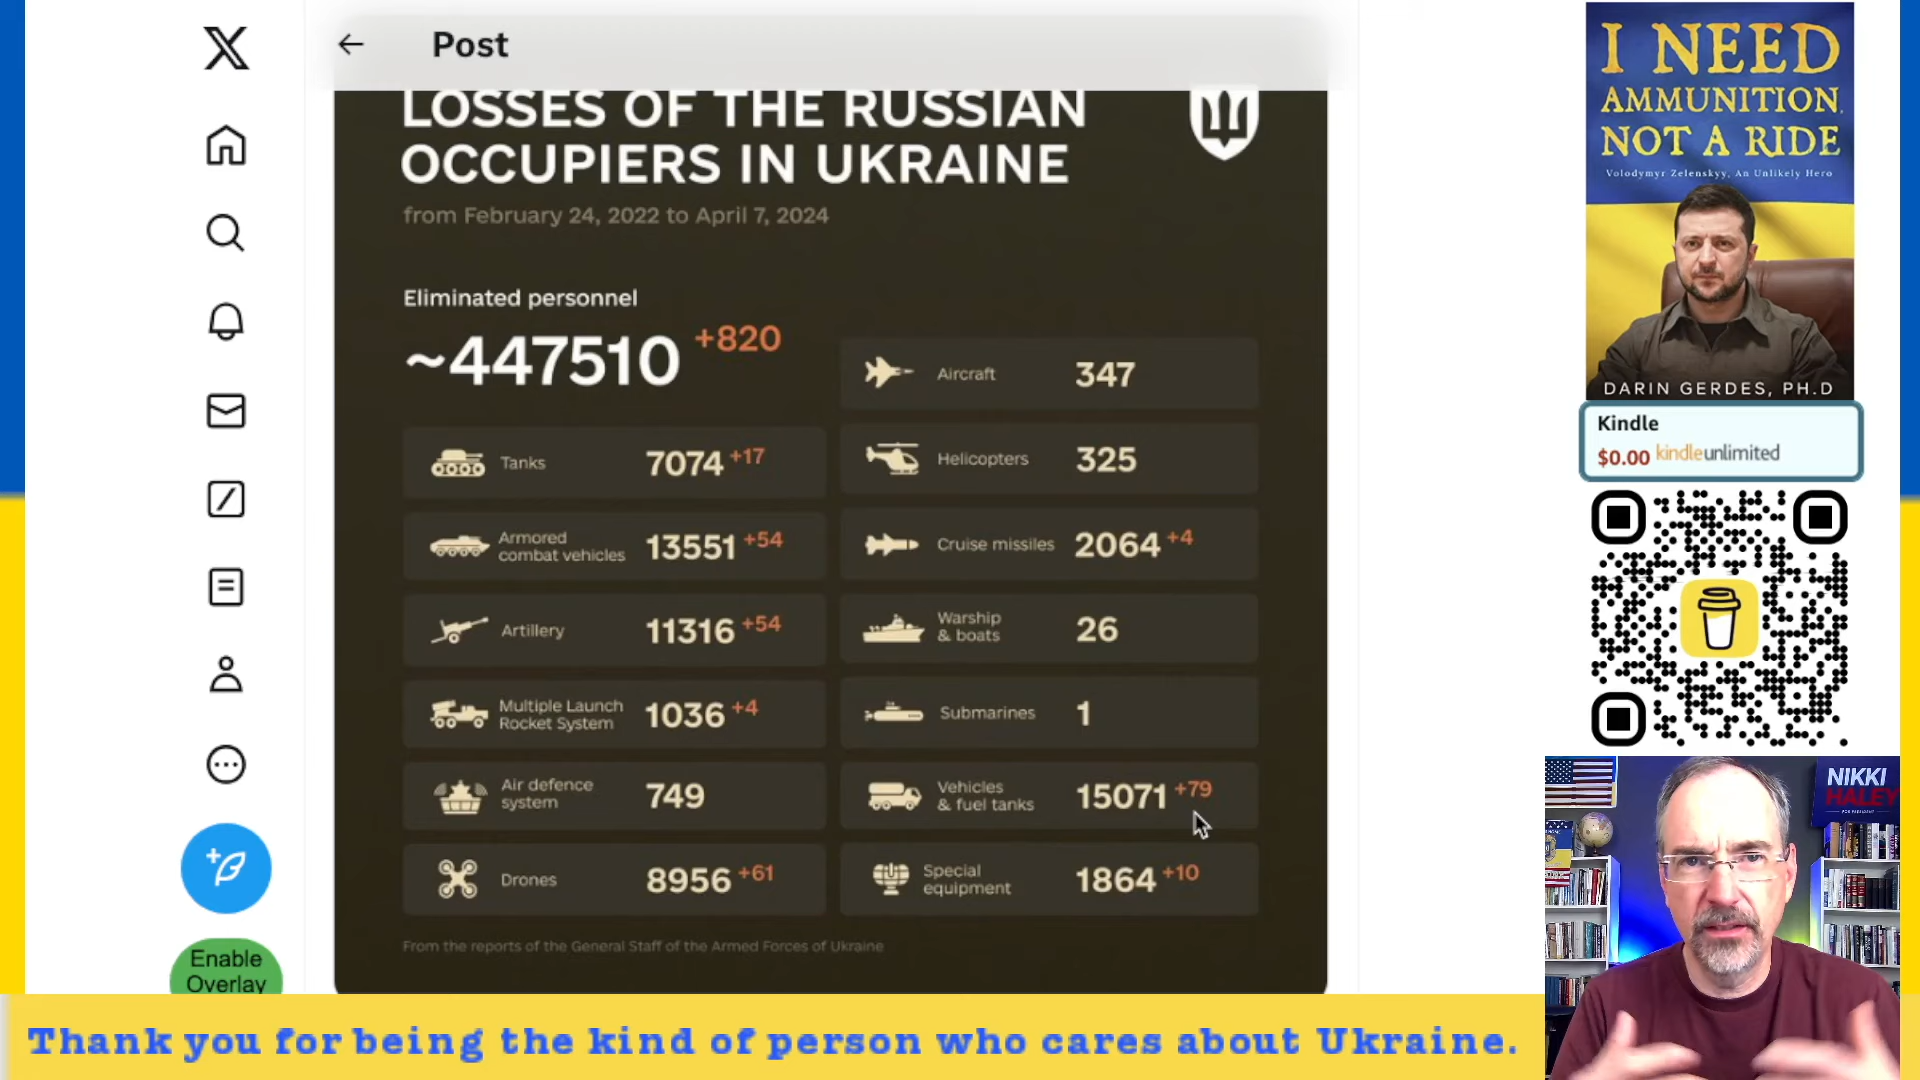 Post
LOSSES OF THE RUSSIAN
OCCUPIERS IN UKRAINE
from February 24, 2022 to April 7, 2024
Eliminated personnel
~447510 +820
Tanks 7074 +17
Armored
combat vehicles 13551 +54
Artillery 11316 +54
Multiple Launch
Rocket System 1036 +4
Air defence
system 749
Drones 8956 +61
Aircraft 347
Helicopters 325
Cruise missiles 2064 +4
Warship
& boats 26
Submarines 1
Vehicles
& fuel tanks 15071 +79
Special
equipment 1864 +10
From the reports of the General Staff of the Armed Forces of Ukraine
Enable
Overlay
I NEED
AMMUNITION,
NOT A RIDE
Volodymyr Zelenskyy, An Unlikely Hero
DARIN GERDES, PH.D
Kindle
$0.00 kindleunlimited
NIKKI
HALEY
FOR PRESIDENT
Thank you for being the kind of person who cares about Ukraine.